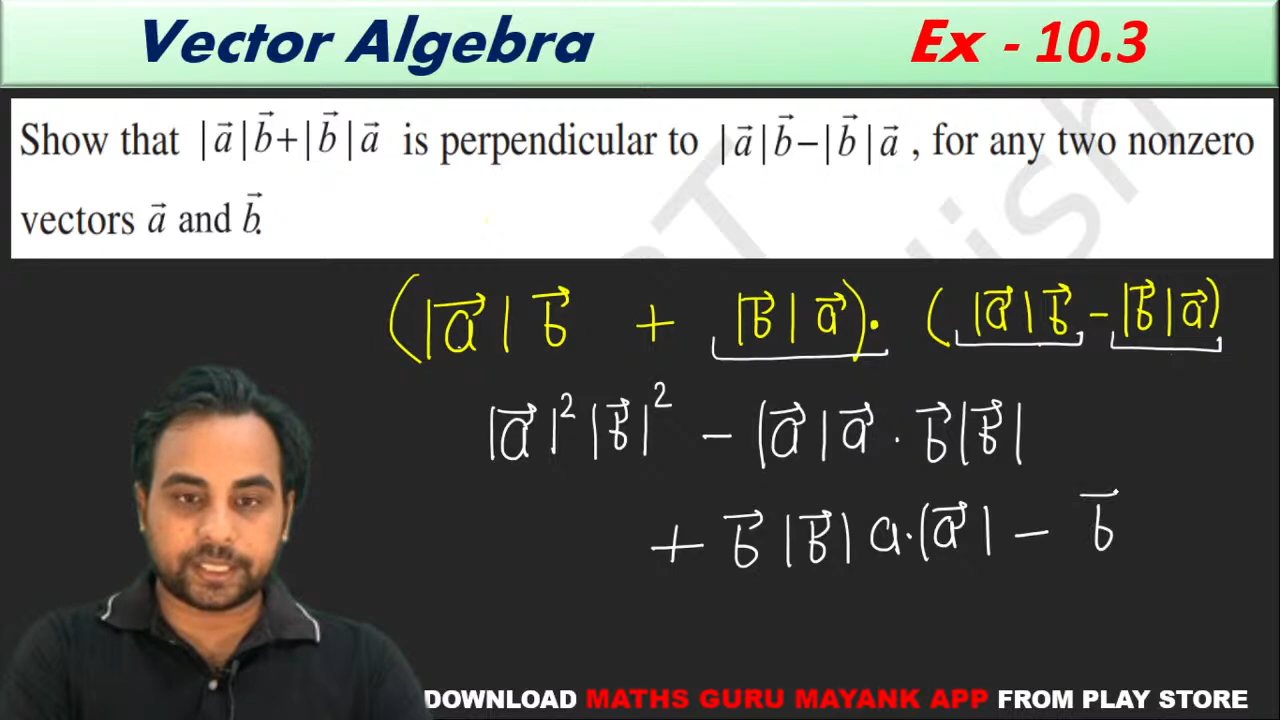 Vector Algebra Ex - 10.3
Show that |a⃗|b⃗+|b⃗|a⃗ is perpendicular to |a⃗|b⃗−|b⃗|a⃗, for any two nonzero
vectors a⃗ and b⃗.
(|a⃗| b⃗ + |b⃗| a⃗). (|a⃗| b⃗ − |b⃗| a⃗)
|a⃗|² |b⃗|² − |a⃗| a⃗ . b⃗ |b⃗|
+ b⃗ |b⃗| a.|a⃗| − b̅
DOWNLOAD MATHS GURU MAYANK APP FROM PLAY STORE